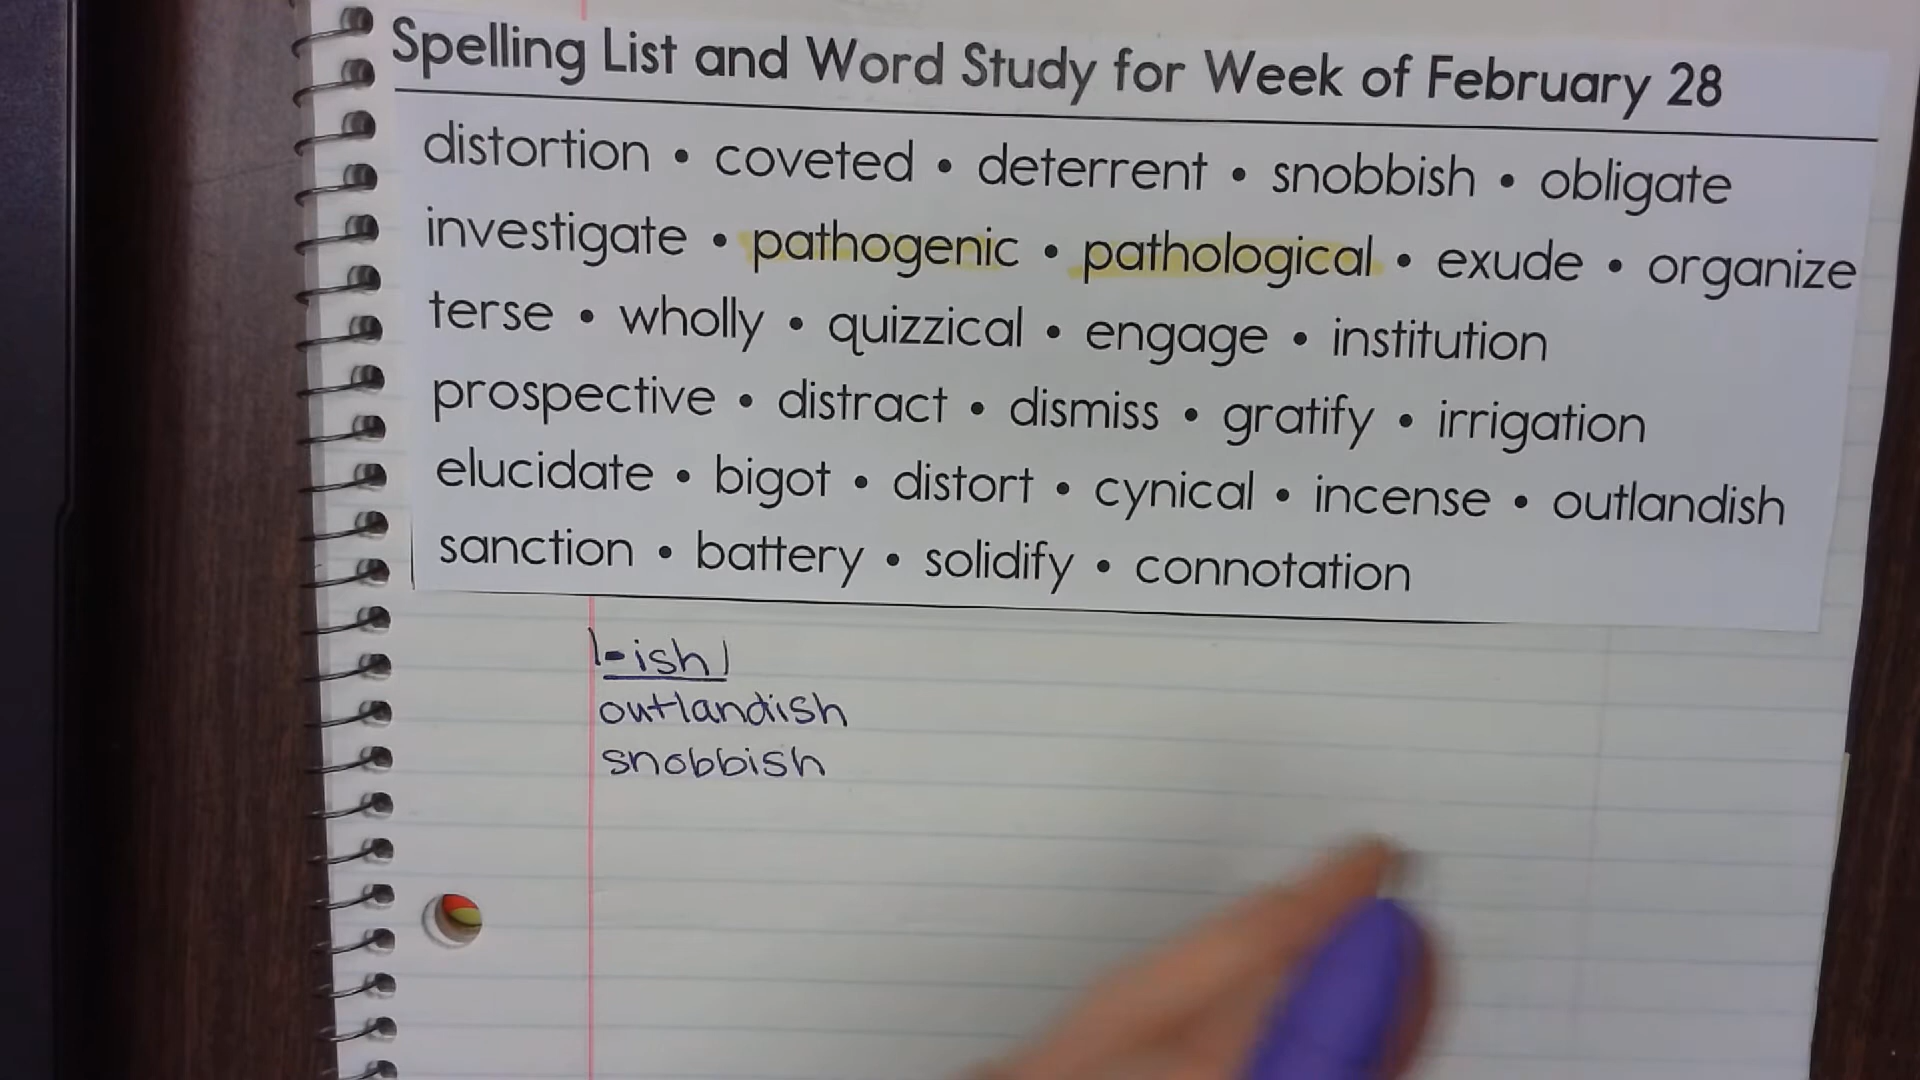 Spelling List and Word Study for Week of February 28
distortion • coveted • deterrent • snobbish • obligate
investigate • pathogenic • pathological • exude • organize
terse • wholly • quizzical • engage • institution
prospective • distract • dismiss • gratify • irrigation
elucidate • bigot • distort • cynical • incense • outlandish
sanction • battery • solidify • connotation
\-ish/
outlandish
snobbish